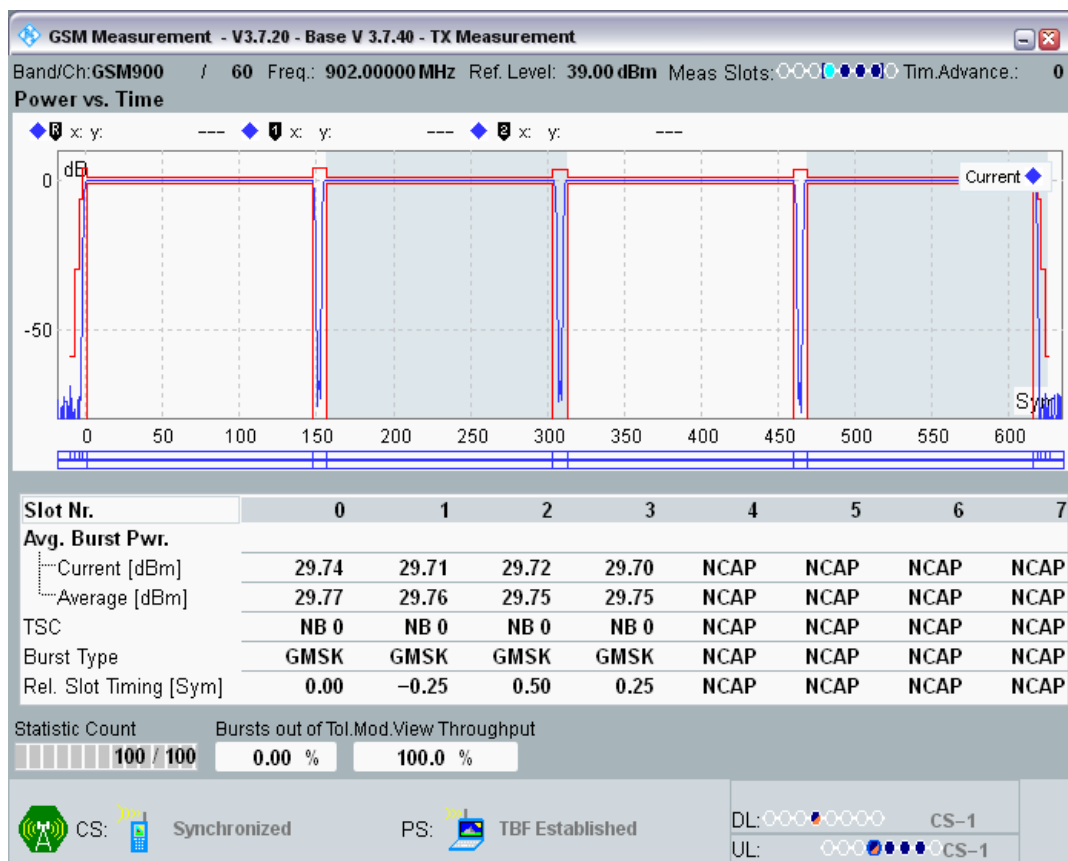 GSM Measurement - V3.7.20 - Base V 3.7.40 - TX Measurement
Band/Ch:GSM900 / 60 Freq.: 902.00000 MHz Ref. Level: 39.00 dBm Meas Slots: Tim.Advance.: 0
Power vs. Time
R x: y: --- 1 x: y: --- 2 x: y: ---
dB
Current
0
-50
Sym
0 50 100 150 200 250 300 350 400 450 500 550 600
Slot Nr. 0 1 2 3 4 5 6 7
Avg. Burst Pwr.
Current [dBm] 29.74 29.71 29.72 29.70 NCAP NCAP NCAP NCAP
Average [dBm] 29.77 29.76 29.75 29.75 NCAP NCAP NCAP NCAP
TSC NB 0 NB 0 NB 0 NB 0 NCAP NCAP NCAP NCAP
Burst Type GMSK GMSK GMSK GMSK NCAP NCAP NCAP NCAP
Rel. Slot Timing [Sym] 0.00 −0.25 0.50 0.25 NCAP NCAP NCAP NCAP
Statistic Count Bursts out of Tol.Mod.View Throughput
100 / 100 0.00 % 100.0 %
CS: Synchronized PS: TBF Established
DL: CS−1
UL: CS−1